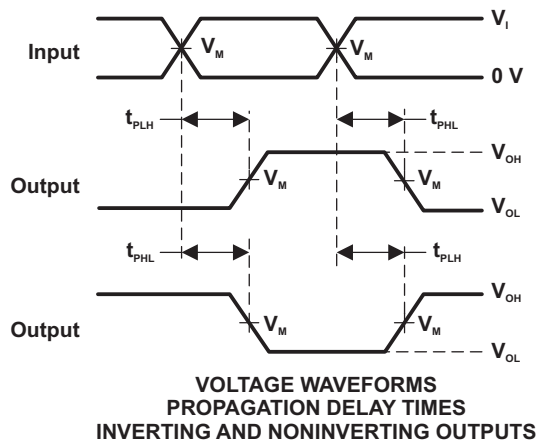 Input
V_M
V_M
V_I
0 V
t_PLH
t_PHL
Output
V_M
V_M
V_OH
V_OL
t_PHL
t_PLH
Output
V_M
V_M
V_OH
V_OL
VOLTAGE WAVEFORMS
PROPAGATION DELAY TIMES
INVERTING AND NONINVERTING OUTPUTS